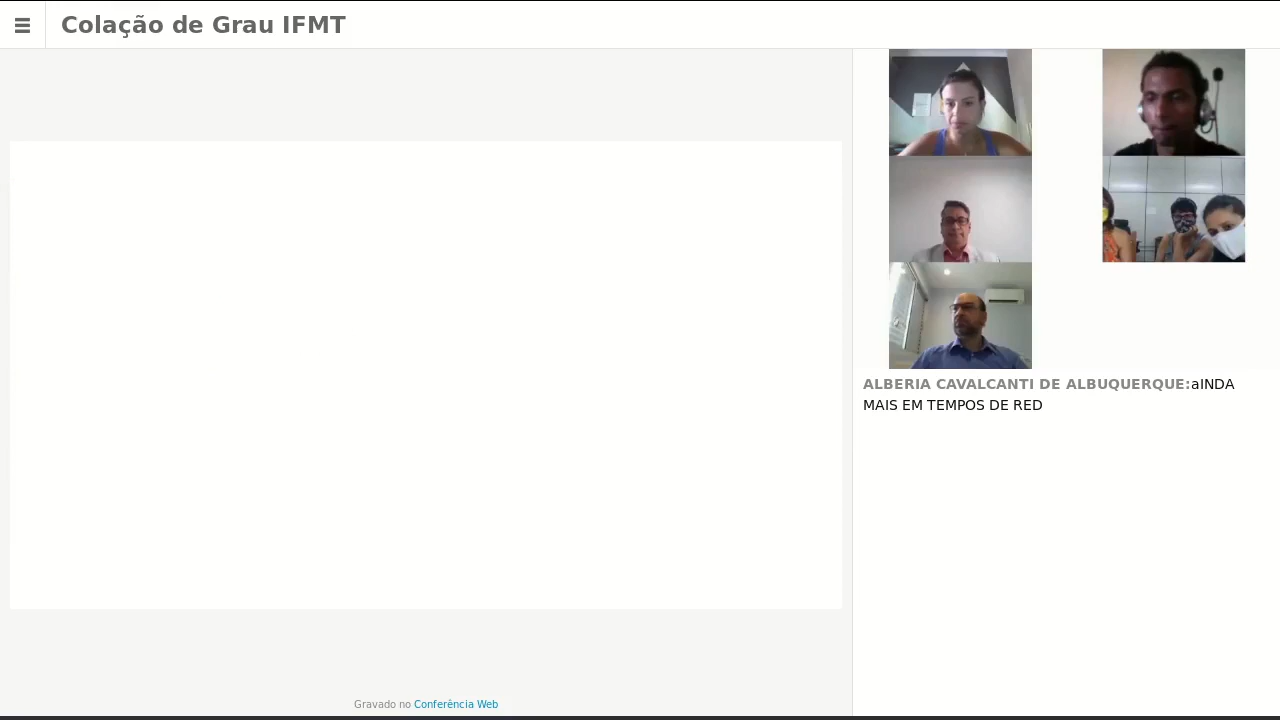 Colação de Grau IFMT
ALBERIA CAVALCANTI DE ALBUQUERQUE:aINDA
MAIS EM TEMPOS DE RED
Gravado no Conferência Web